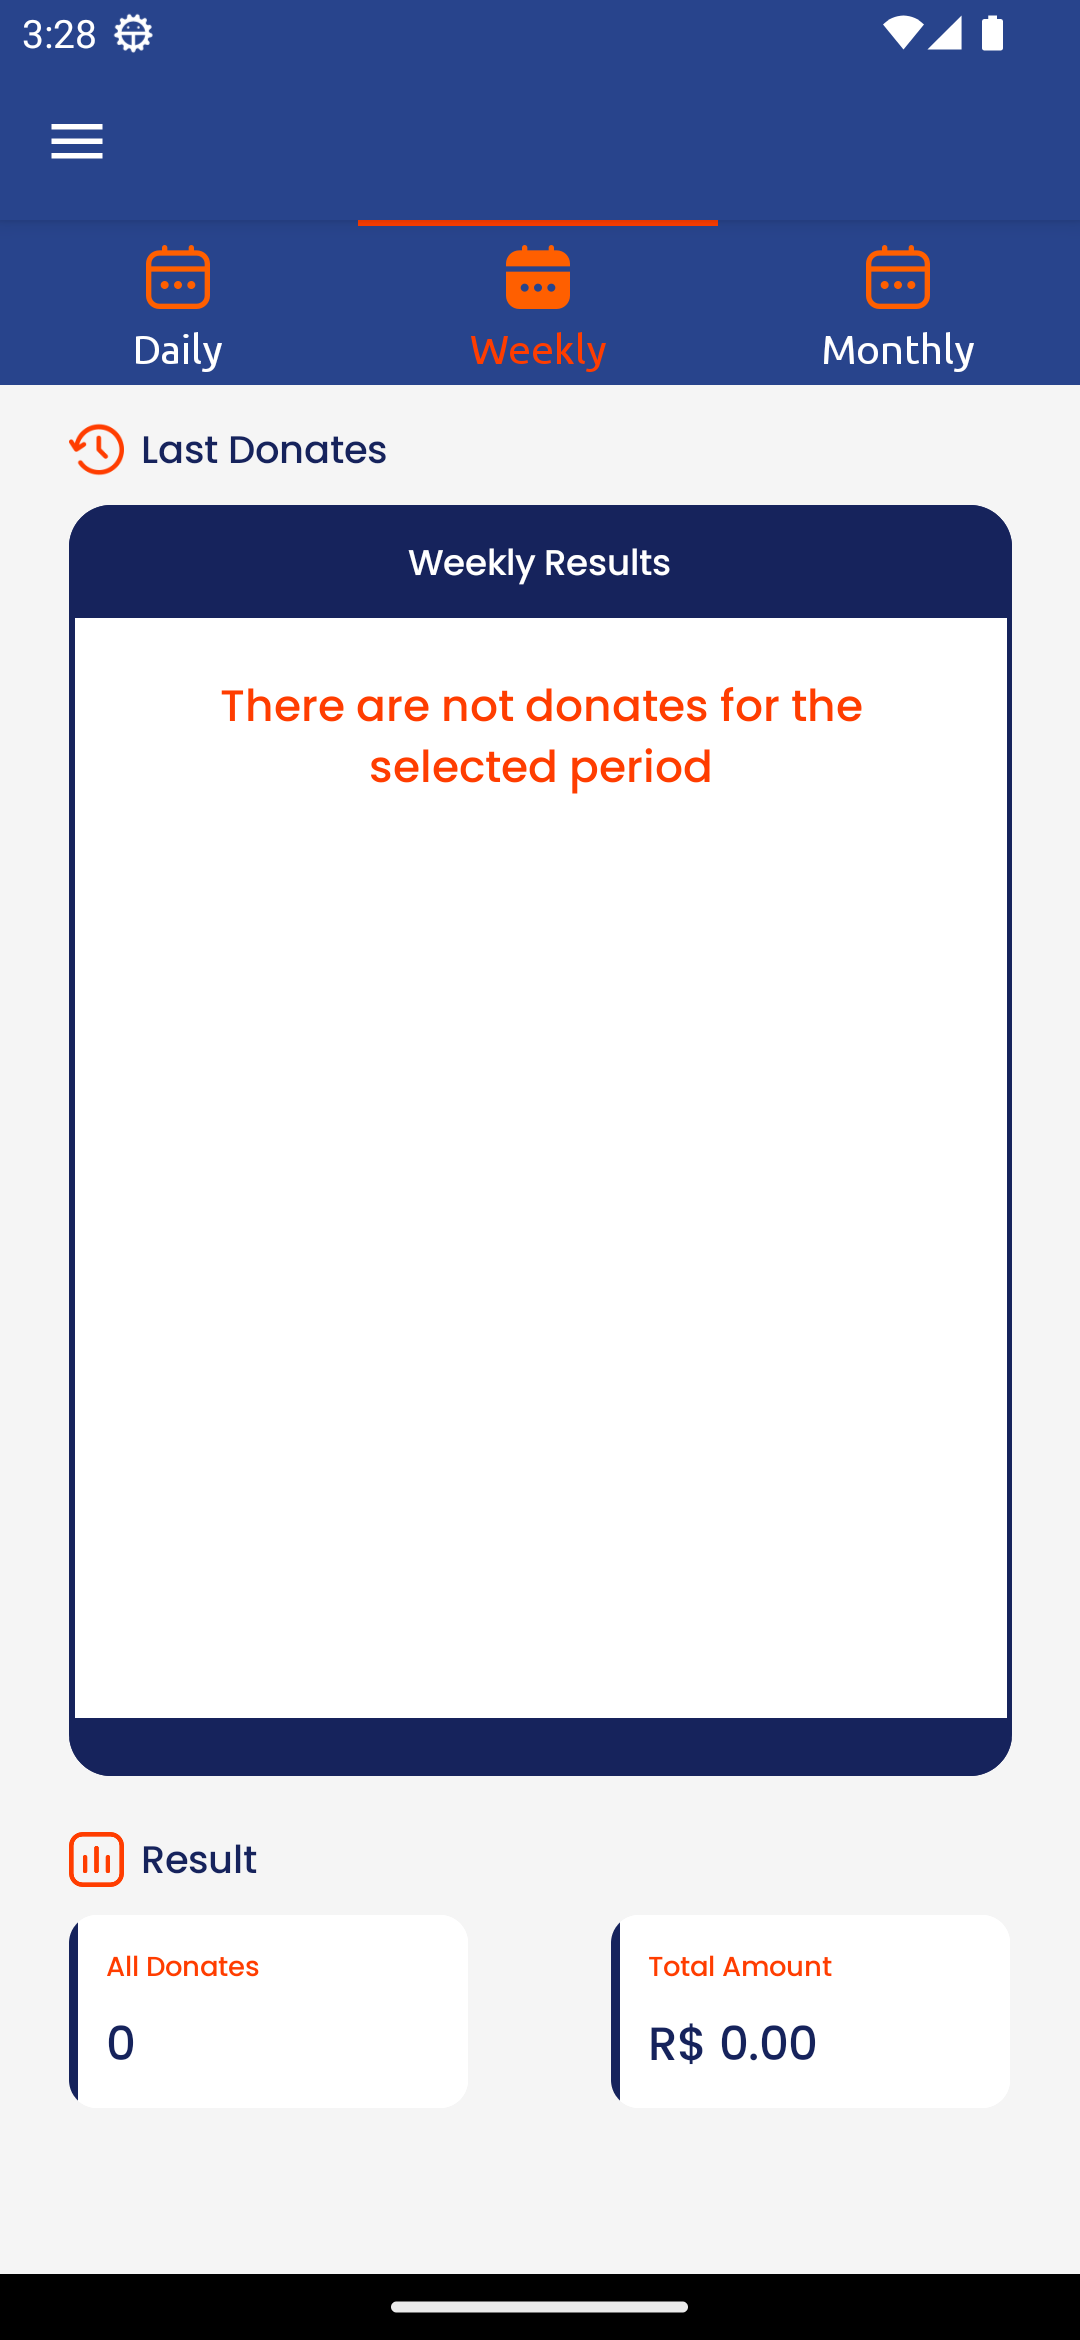 3:28
Daily
Weekly
Monthly
Last Donates
Weekly Results
There are not donates for the
selected period
Result
All Donates
0
Total Amount
R$ 0.00